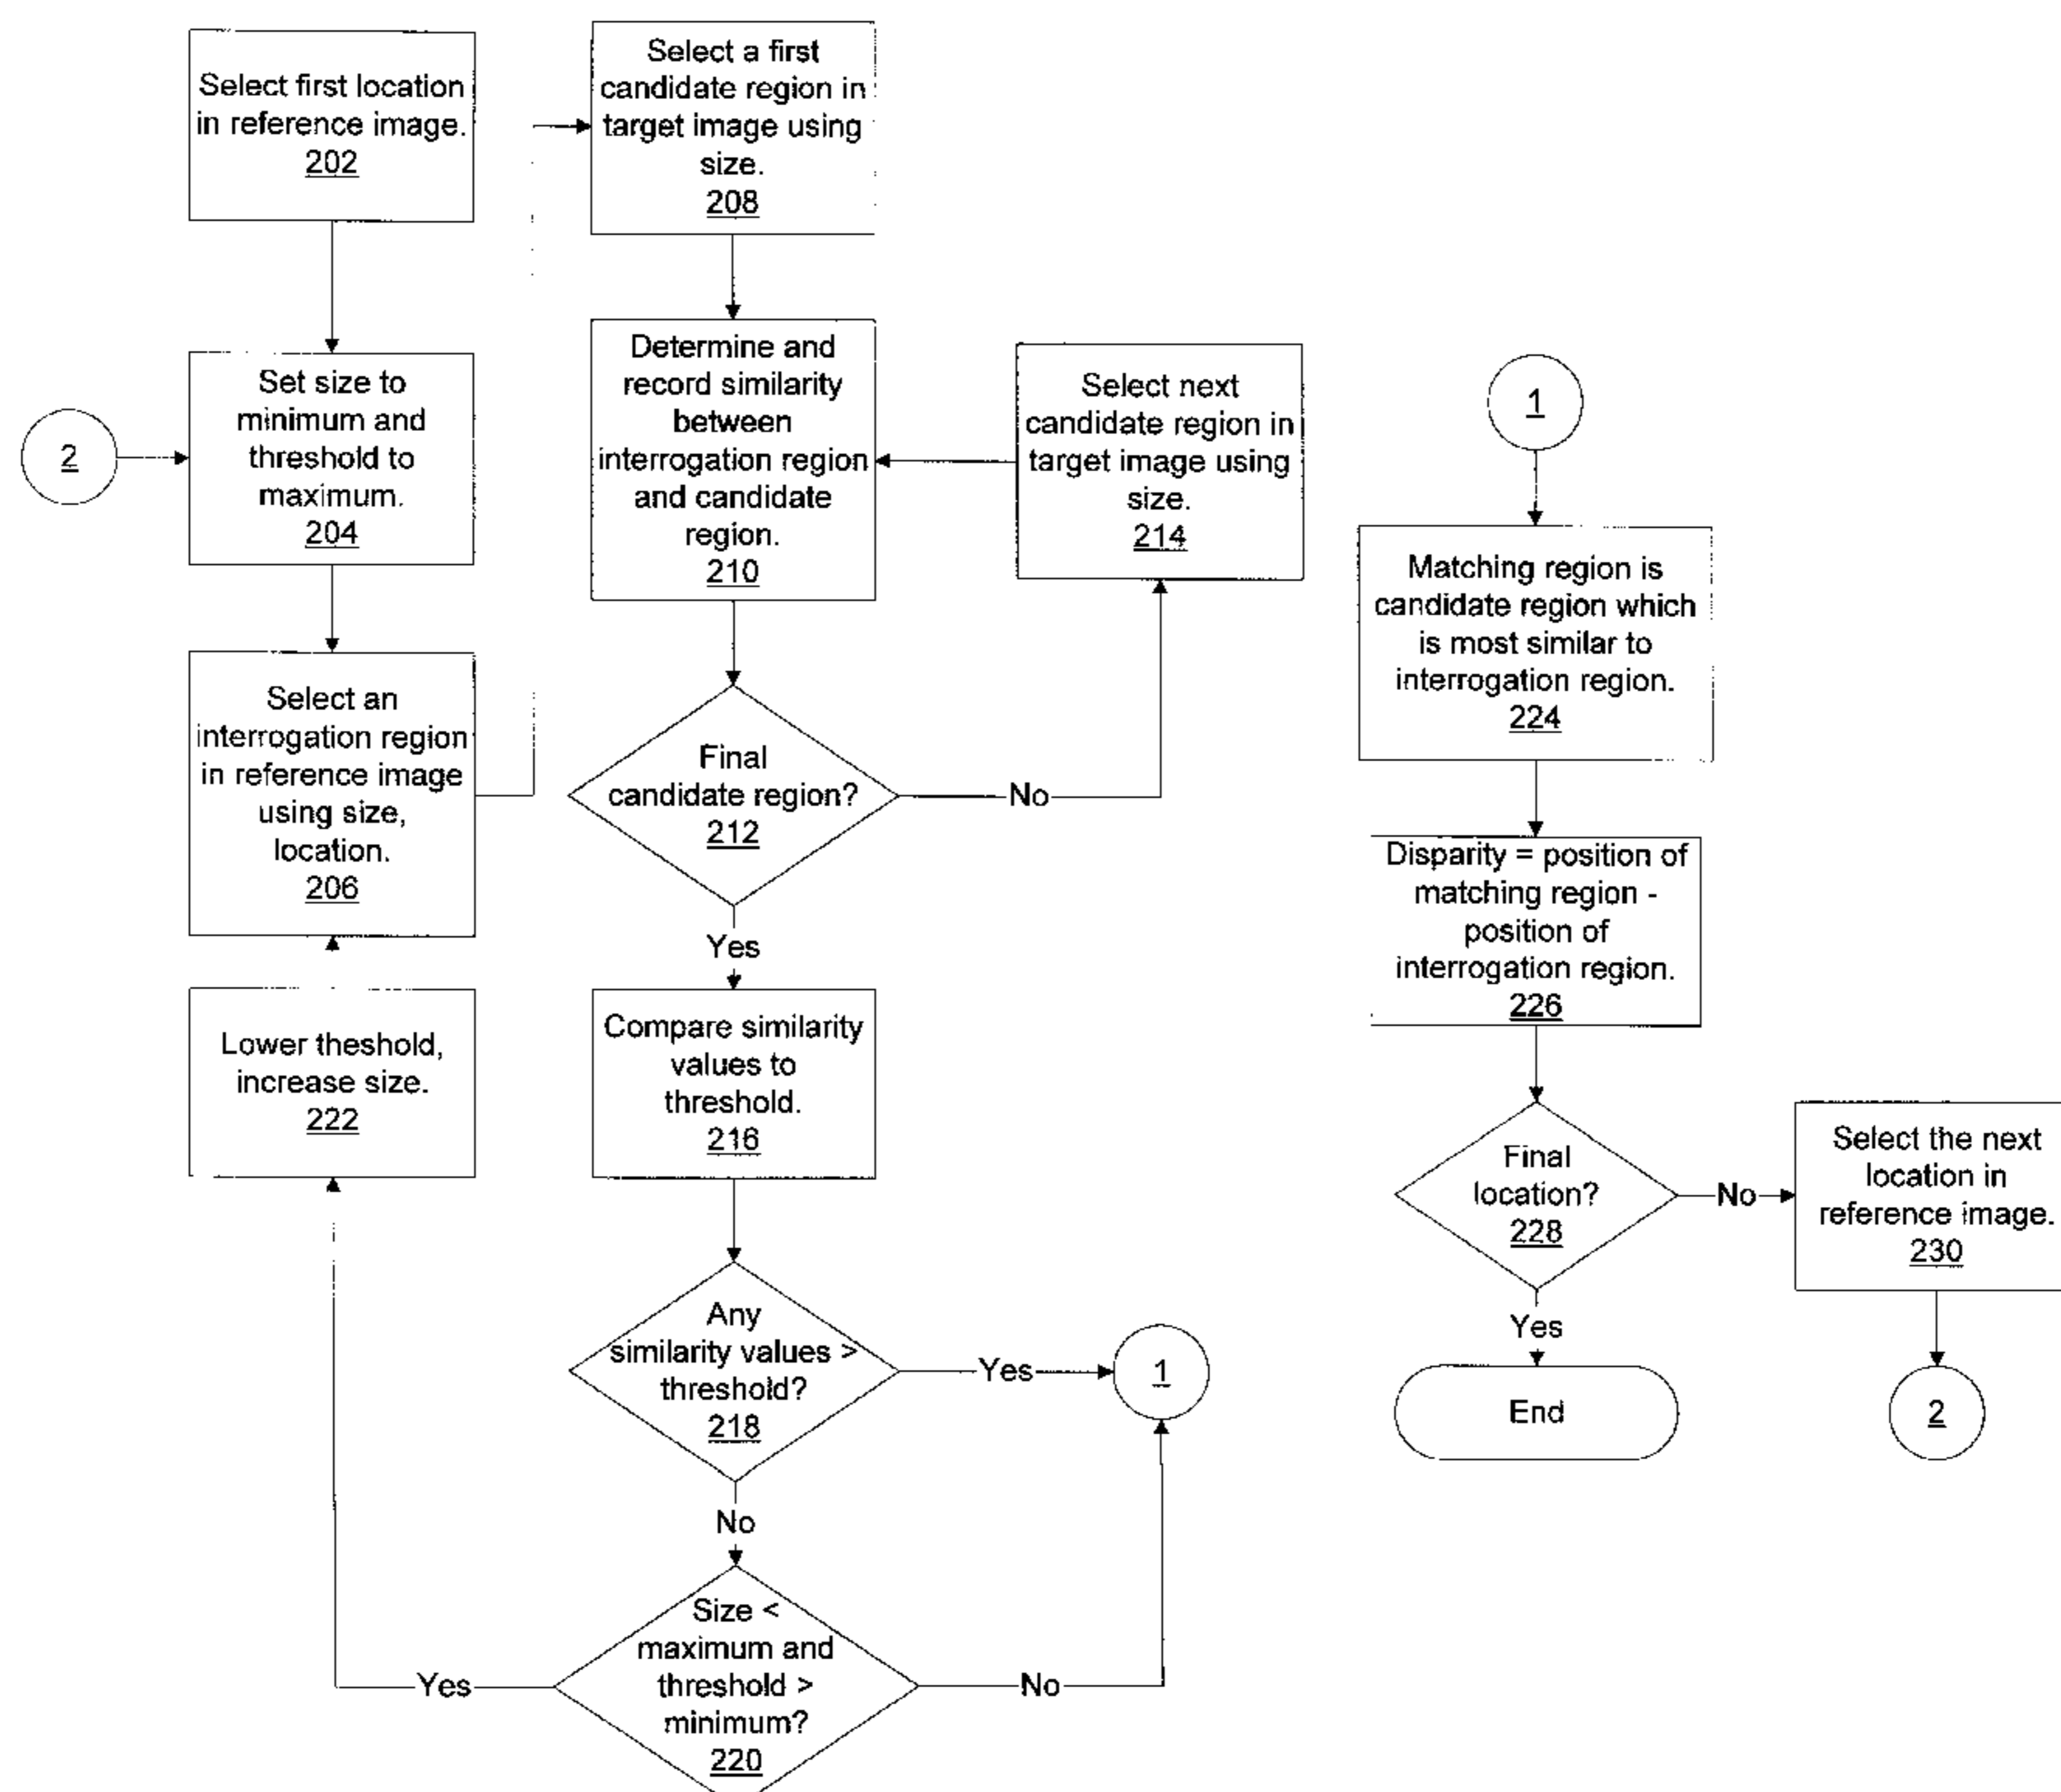 Select first location
in reference image.
202
2
Set size to
minimum and
threshold to
maximum.
204
Select an
interrogation region
in reference image
using size,
location.
206
Lower theshold,
increase size.
222
Select a first
candidate region in
target image using
size.
208
Determine and
record similarity
between
interrogation region
and candidate
region.
210
Select next
candidate region in
target image using
size.
214
Final
candidate region?
212
No
Yes
Compare similarity
values to
threshold.
216
Any
similarity values >
threshold?
218
Yes
1
No
Size <
maximum and
threshold >
minimum?
220
Yes
No
1
Matching region is
candidate region which
is most similar to
interrogation region.
224
Disparity = position of
matching region -
position of
interrogation region.
226
Final
location?
228
No
Select the next
location in
reference image.
230
Yes
End
2